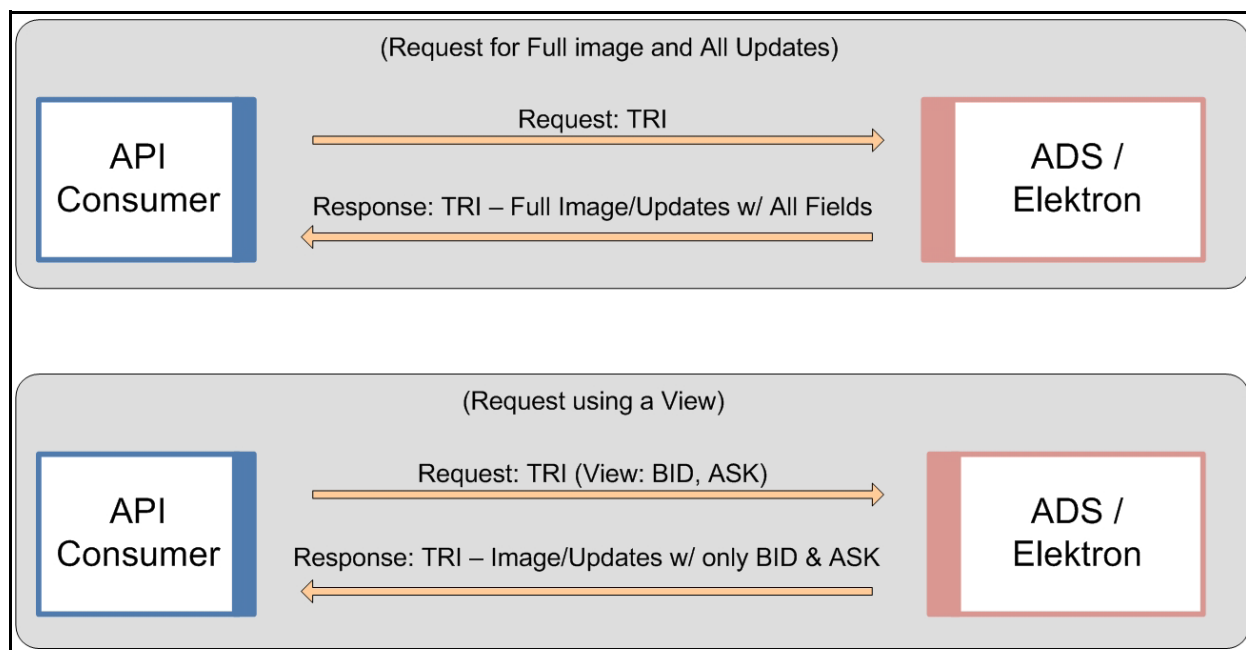 (Request for Full image and All Updates)
API
Consumer
Request: TRI
Response: TRI – Full Image/Updates w/ All Fields
ADS /
Elektron
(Request using a View)
API
Consumer
Request: TRI (View: BID, ASK)
Response: TRI – Image/Updates w/ only BID & ASK
ADS /
Elektron